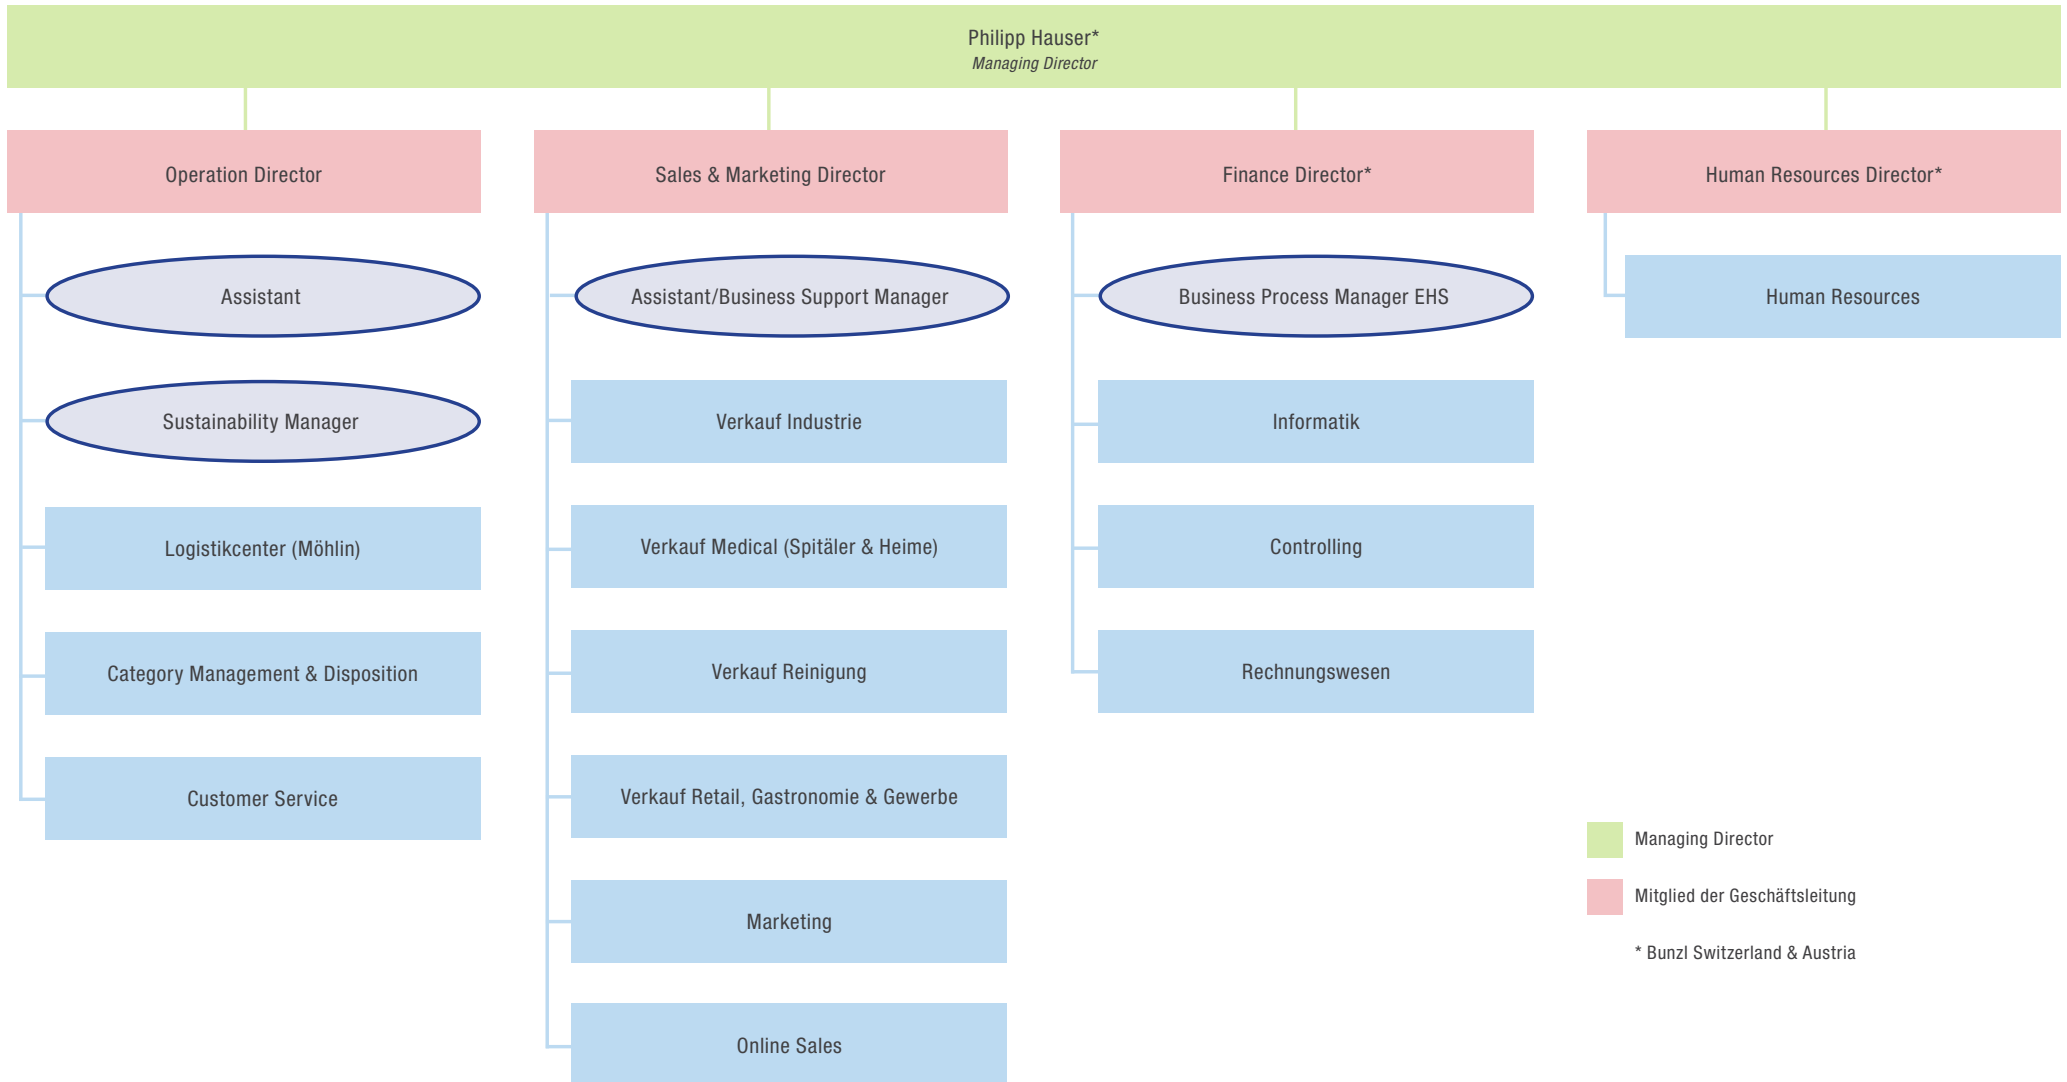 Philipp Hauser*
Managing Director
Operation Director
Assistant
Sustainability Manager
Logistikcenter (Möhlin)
Category Management & Disposition
Customer Service
Sales & Marketing Director
Assistant/Business Support Manager
Verkauf Industrie
Verkauf Medical (Spitäler & Heime)
Verkauf Reinigung
Verkauf Retail, Gastronomie & Gewerbe
Marketing
Online Sales
Finance Director*
Business Process Manager EHS
Informatik
Controlling
Rechnungswesen
Human Resources Director*
Human Resources
Managing Director
Mitglied der Geschäftsleitung
* Bunzl Switzerland & Austria